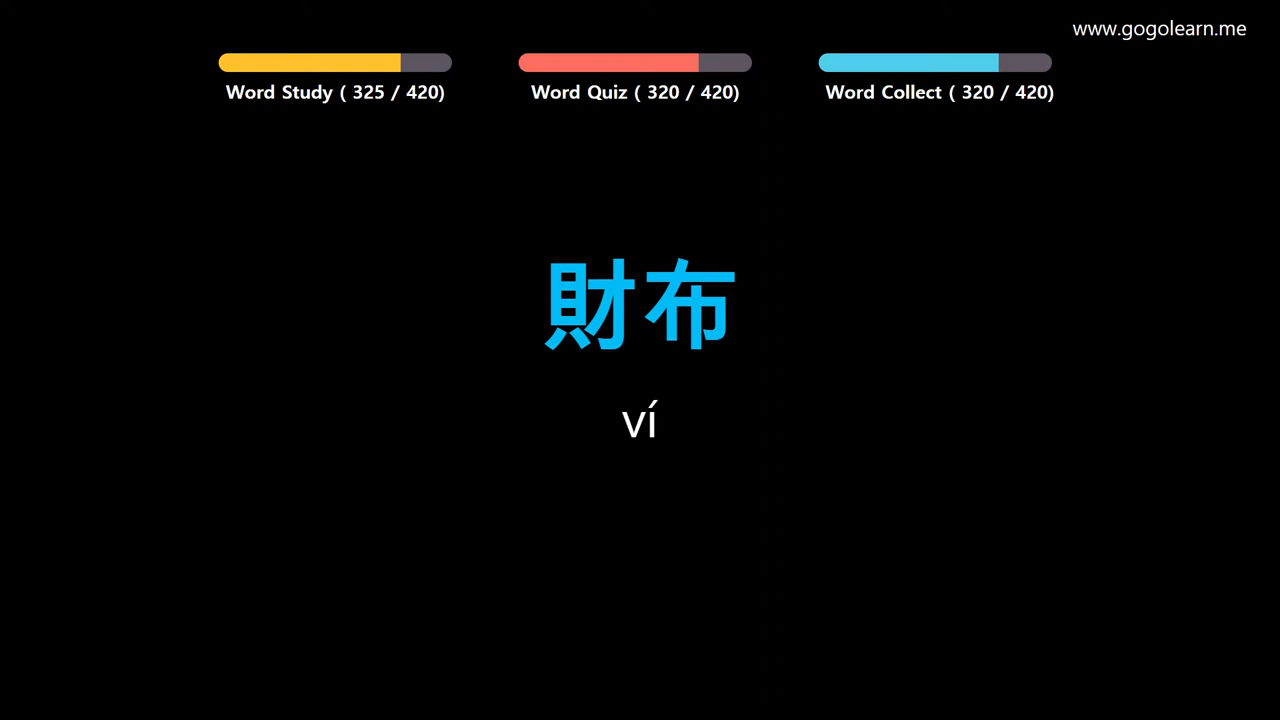 www.gogolearn.me
Word Study ( 325 / 420)
Word Quiz ( 320 / 420)
Word Collect ( 320 / 420)
財布
ví